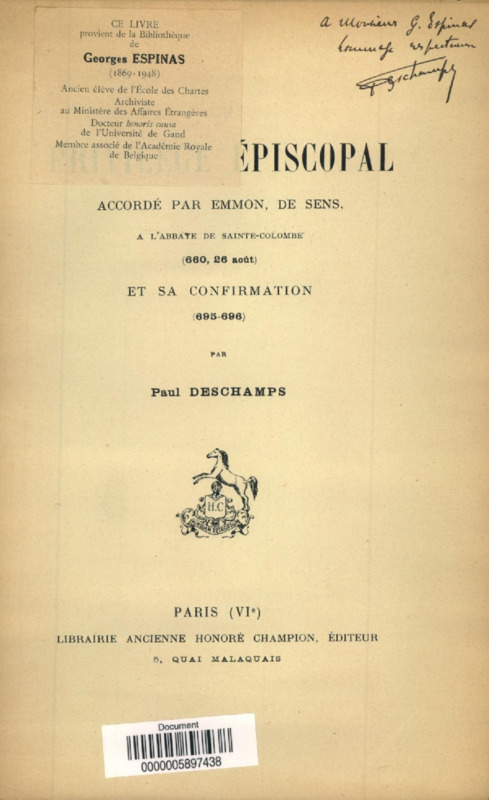 CE LIVRE
provient de la Bibliothèque
de
Georges ESPINAS
(1869-1948)
Ancien élève de l'École des Chartes
Archiviste
au Ministère des Affaires Étrangères
Docteur honoris causa
de l'Université de Gand
Membre associé de l'Académie Royale
de Belgique
A Monsieur G. Espinas
hommage respectueux
PDeschamps
ÉPISCOPAL
ACCORDÉ PAR EMMON, DE SENS,
A L'ABBAYE DE SAINTE-COLOMBE
(660, 26 août)
ET SA CONFIRMATION
(695-696)
PAR
Paul DESCHAMPS
H.C
PARIS (VIe)
LIBRAIRIE ANCIENNE HONORÉ CHAMPION, ÉDITEUR
5, QUAI MALAQUAIS
Document
0000005897438